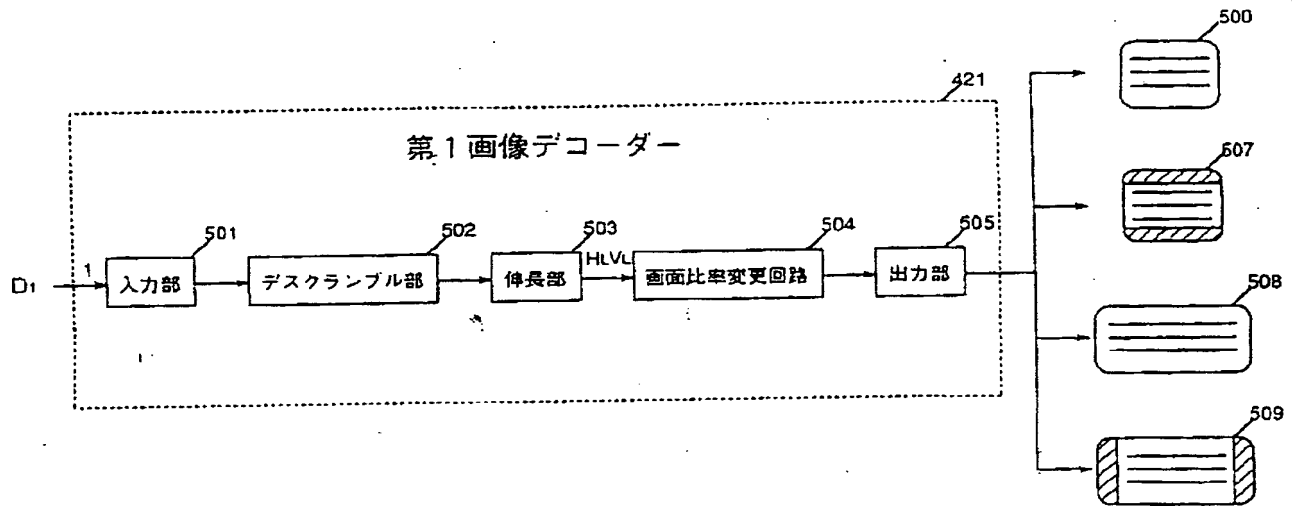 500
421
第1画像デコーダー
507
501
502
503
504
505
D1
1
入力部
デスクランブル部
伸長部
HLVL
画面比率変更回路
出力部
508
509